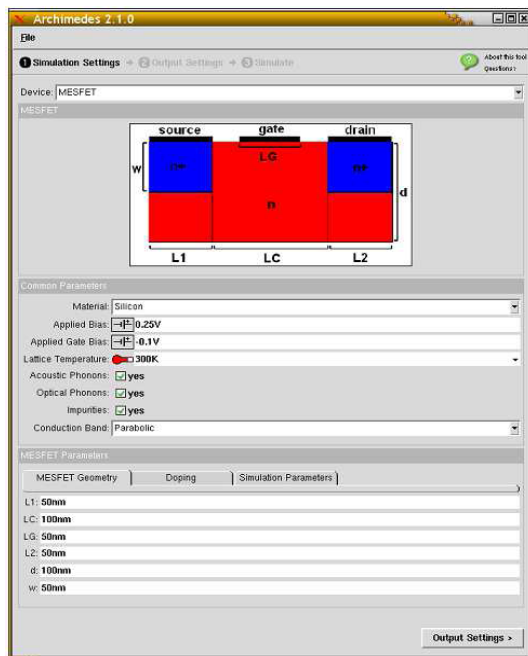 Archimedes 2.1.0
File
1 Simulation Settings → 2 Output Settings → 3 Simulate
About this tool
Questions?
Device: MESFET
MESFET
source gate drain
w n+ LG n+
n d
L1 LC L2
Common Parameters
Material: Silicon
Applied Bias: 0.25V
Applied Gate Bias: -0.1V
Lattice Temperature: 300K
Acoustic Phonons: yes
Optical Phonons: yes
Impurities: yes
Conduction Band: Parabolic
MESFET Parameters
MESFET Geometry Doping Simulation Parameters
L1: 50nm
LC: 100nm
LG: 50nm
L2: 50nm
d: 100nm
w: 50nm
Output Settings >